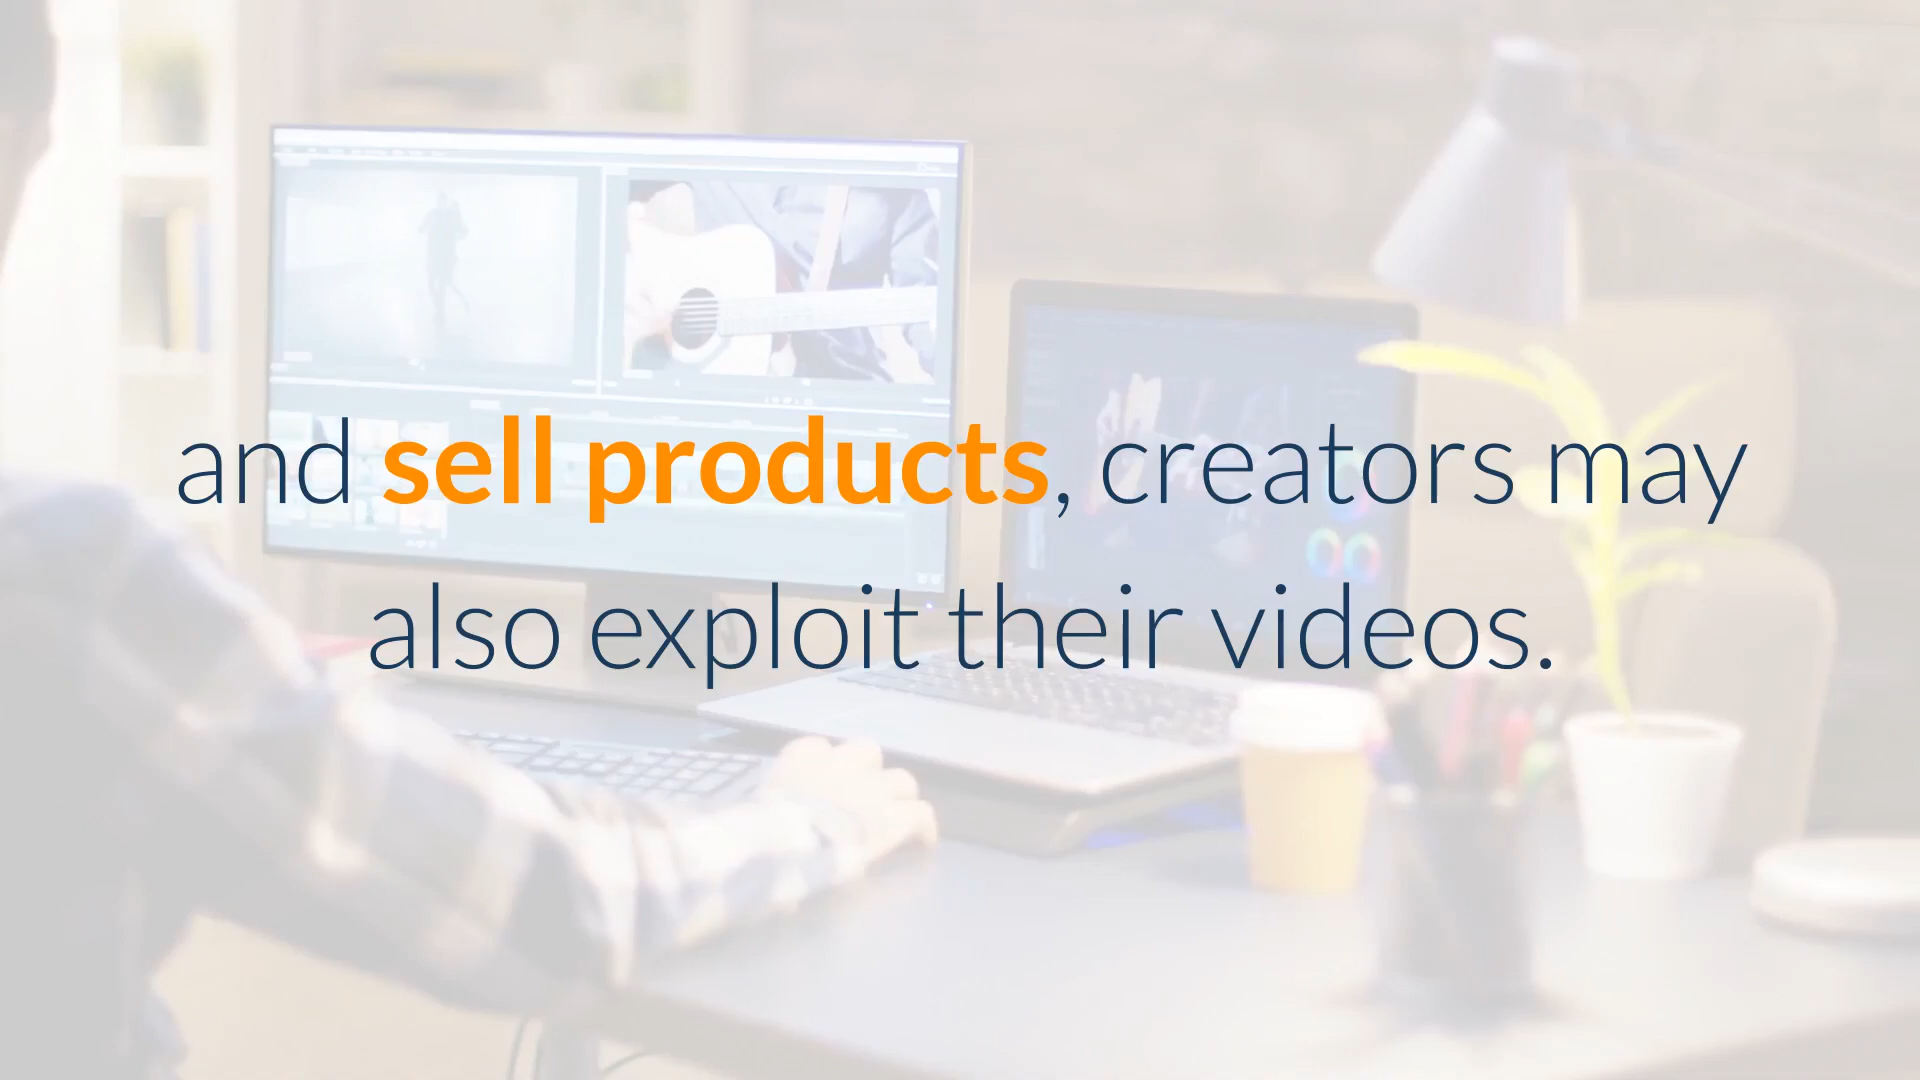 and sell products, creators may
also exploit their videos.